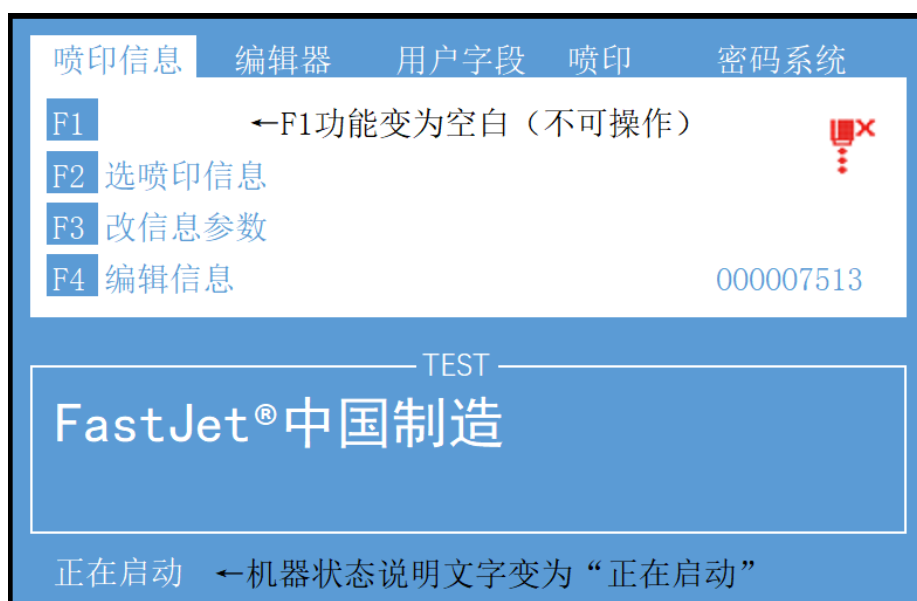 喷印信息 编辑器 用户字段 喷印 密码系统
F1 ←F1功能变为空白（不可操作）
F2 选喷印信息
F3 改信息参数
F4 编辑信息 000007513
TEST
FastJet®中国制造
正在启动 ←机器状态说明文字变为“正在启动”